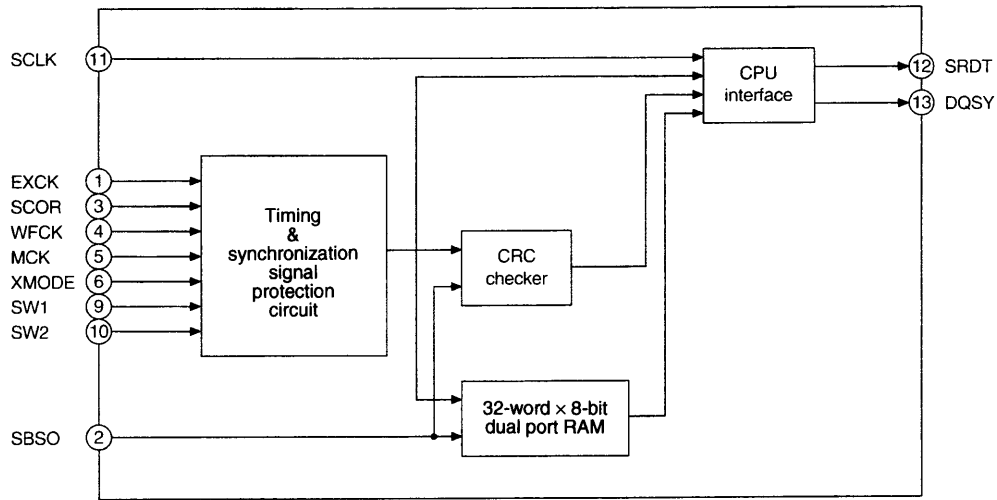 SCLK 11
CPU
interface
12 SRDT
13 DQSY
EXCK 1
SCOR 3
WFCK 4
MCK 5
XMODE 6
SW1 9
SW2 10
Timing
&
synchronization
signal
protection
circuit
CRC
checker
32-word × 8-bit
dual port RAM
SBSO 2